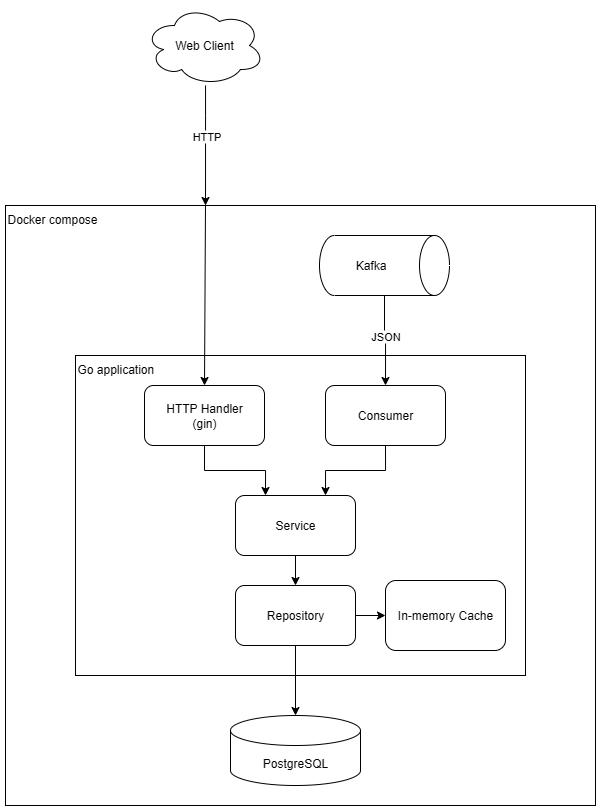 Web Client
HTTP
Docker compose
Kafka
JSON
Go application
HTTP Handler
(gin)
Consumer
Service
Repository
In-memory Cache
PostgreSQL